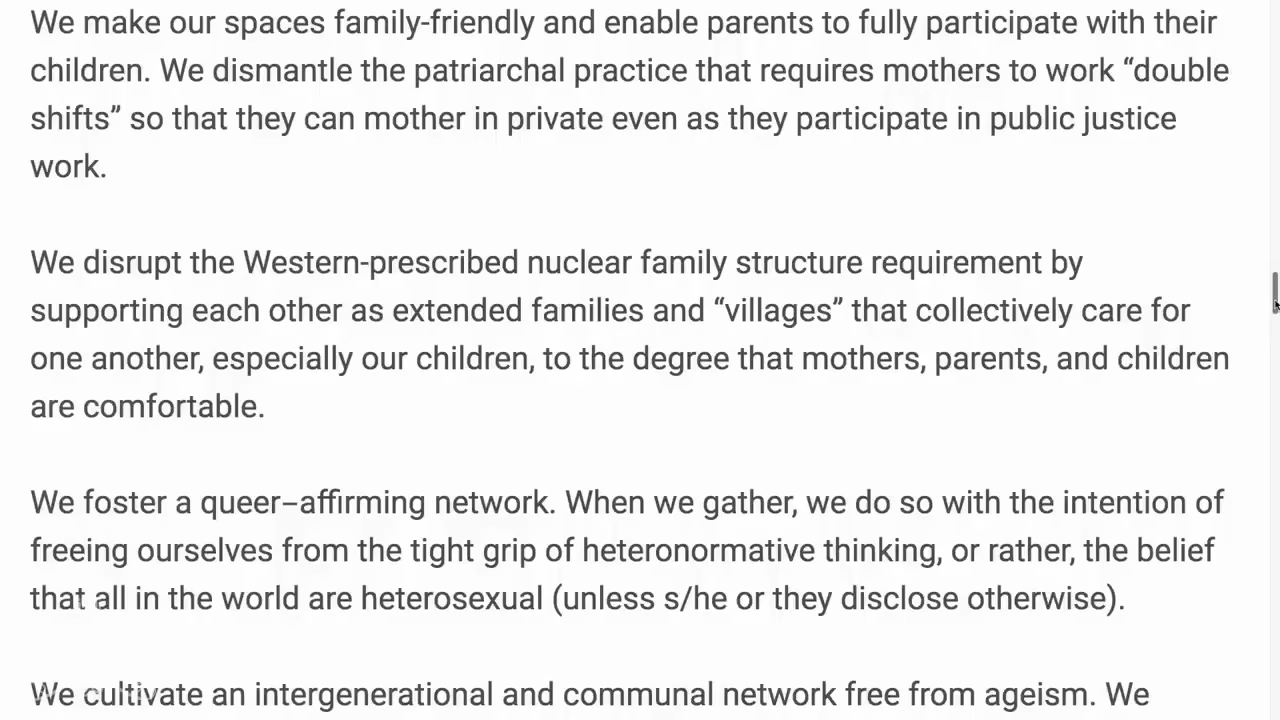 We make our spaces family-friendly and enable parents to fully participate with their
children. We dismantle the patriarchal practice that requires mothers to work “double
shifts” so that they can mother in private even as they participate in public justice
work.
We disrupt the Western-prescribed nuclear family structure requirement by
supporting each other as extended families and “villages” that collectively care for
one another, especially our children, to the degree that mothers, parents, and children
are comfortable.
We foster a queer‐affirming network. When we gather, we do so with the intention of
freeing ourselves from the tight grip of heteronormative thinking, or rather, the belief
that all in the world are heterosexual (unless s/he or they disclose otherwise).
We cultivate an intergenerational and communal network free from ageism. We